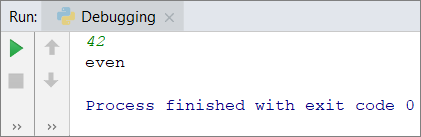 Run: Debugging ×
42
even
Process finished with exit code 0